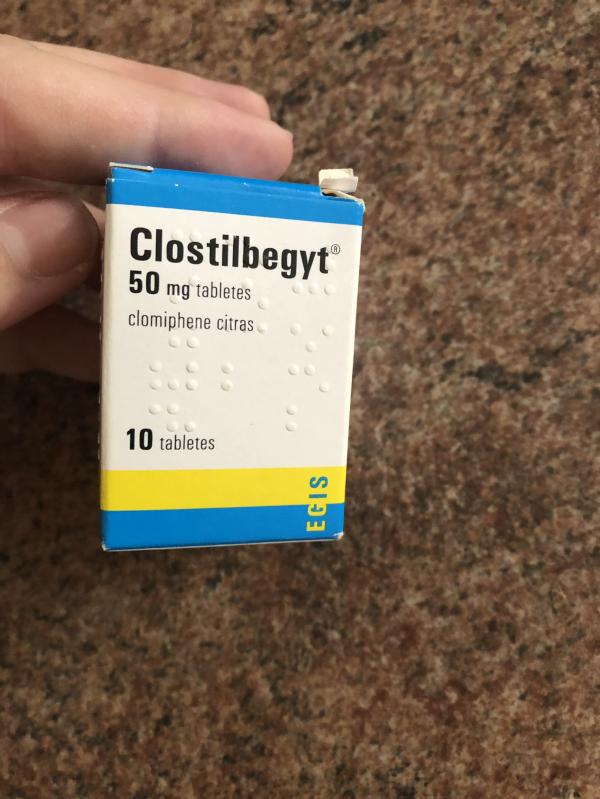 Clostilbegyt®
50 mg tabletes
clomiphene citras
10 tabletes
EGIS